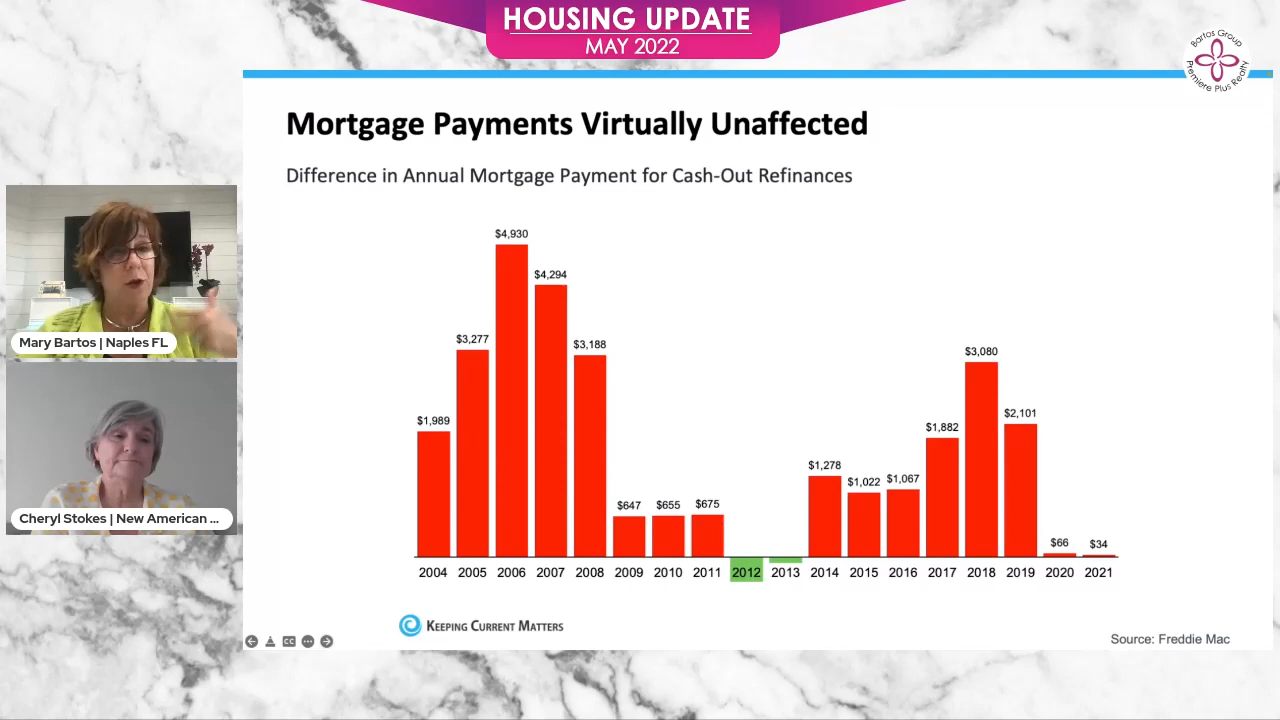 HOUSING UPDATE
MAY 2022
Bartos Group
Premiere Plus Realty
Mortgage Payments Virtually Unaffected
Difference in Annual Mortgage Payment for Cash-Out Refinances
$1,989
$3,277
$4,930
$4,294
$3,188
$647
$655
$675
$1,278
$1,022
$1,067
$1,882
$3,080
$2,101
$66
$34
2004 2005 2006 2007 2008 2009 2010 2011 2012 2013 2014 2015 2016 2017 2018 2019 2020 2021
KEEPING CURRENT MATTERS
Source: Freddie Mac
CC
Mary Bartos | Naples FL
Cheryl Stokes | New American ...